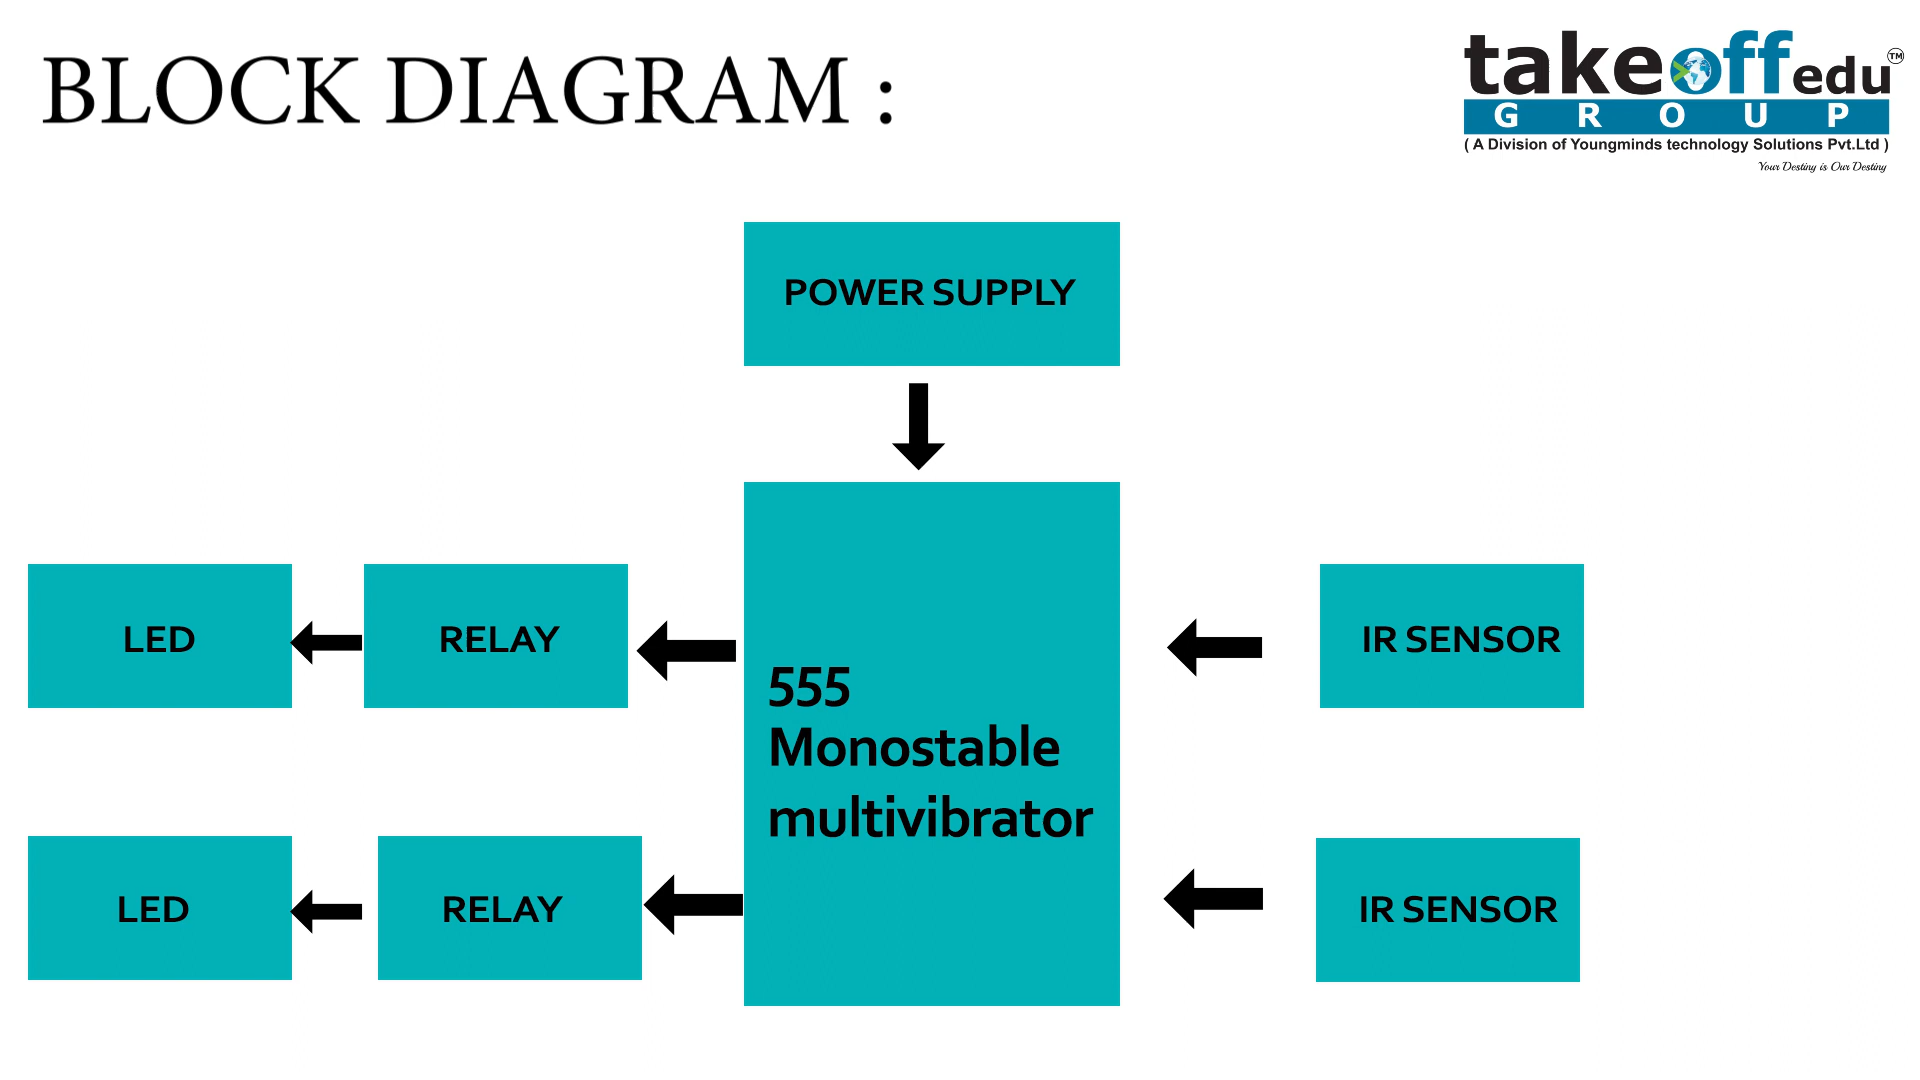 BLOCK DIAGRAM :
takeoffedu™
GROUP
( A Division of Youngminds technology Solutions Pvt.Ltd )
Your Destiny is Our Destiny
POWER SUPPLY
LED
RELAY
555
Monostable
multivibrator
IR SENSOR
LED
RELAY
IR SENSOR